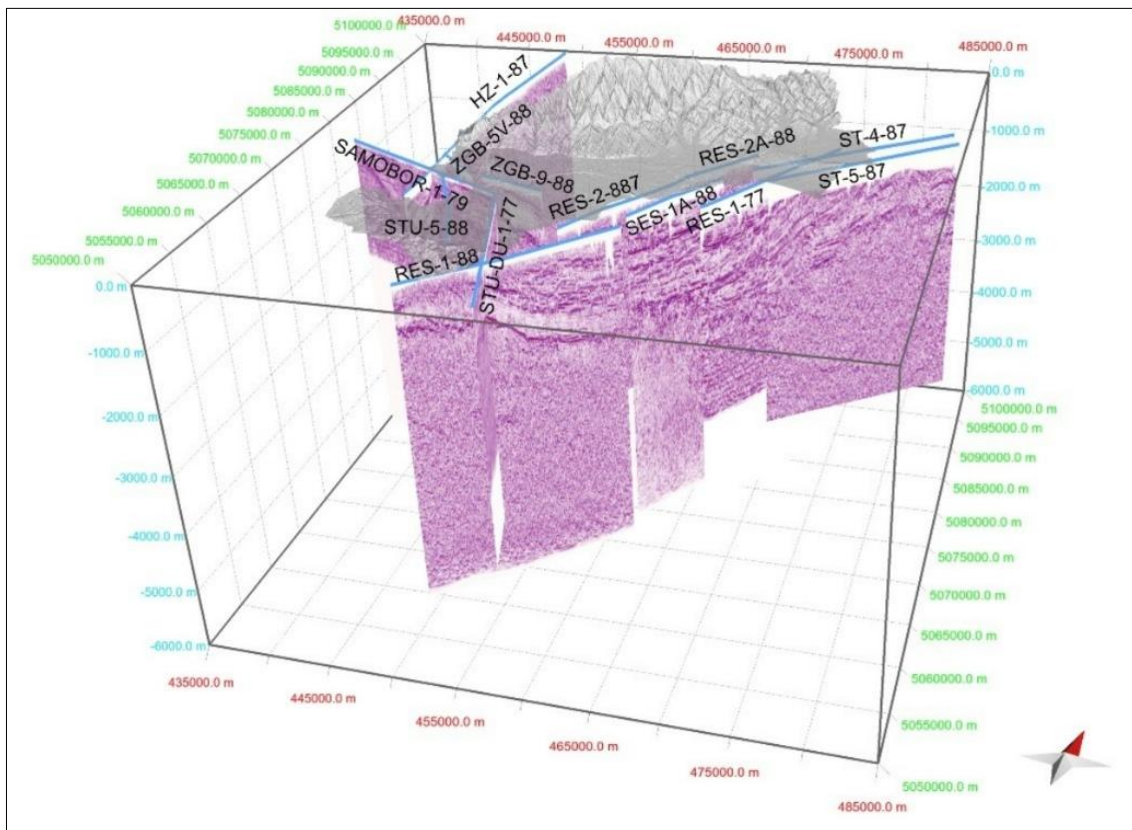 435000.0 m
445000.0 m
455000.0 m
465000.0 m
475000.0 m
485000.0 m
5100000.0 m
5095000.0 m
5090000.0 m
5085000.0 m
5080000.0 m
5075000.0 m
5070000.0 m
5065000.0 m
5060000.0 m
5055000.0 m
5050000.0 m
0.0 m
-1000.0 m
-2000.0 m
-3000.0 m
-4000.0 m
-5000.0 m
-6000.0 m
HZ-1-87
ZGB-5V-88
SAMOBOR-1-79
ZGB-9-88
RES-2A-88
ST-4-87
RES-2-887
ST-5-87
SES-1A-88
RES-1-77
STU-5-88
STU-DU-1-77
RES-1-88
0.0 m
-1000.0 m
-2000.0 m
-3000.0 m
-4000.0 m
-5000.0 m
-6000.0 m
5100000.0 m
5095000.0 m
5090000.0 m
5085000.0 m
5080000.0 m
5075000.0 m
5070000.0 m
5065000.0 m
5060000.0 m
5055000.0 m
5050000.0 m
435000.0 m
445000.0 m
455000.0 m
465000.0 m
475000.0 m
485000.0 m